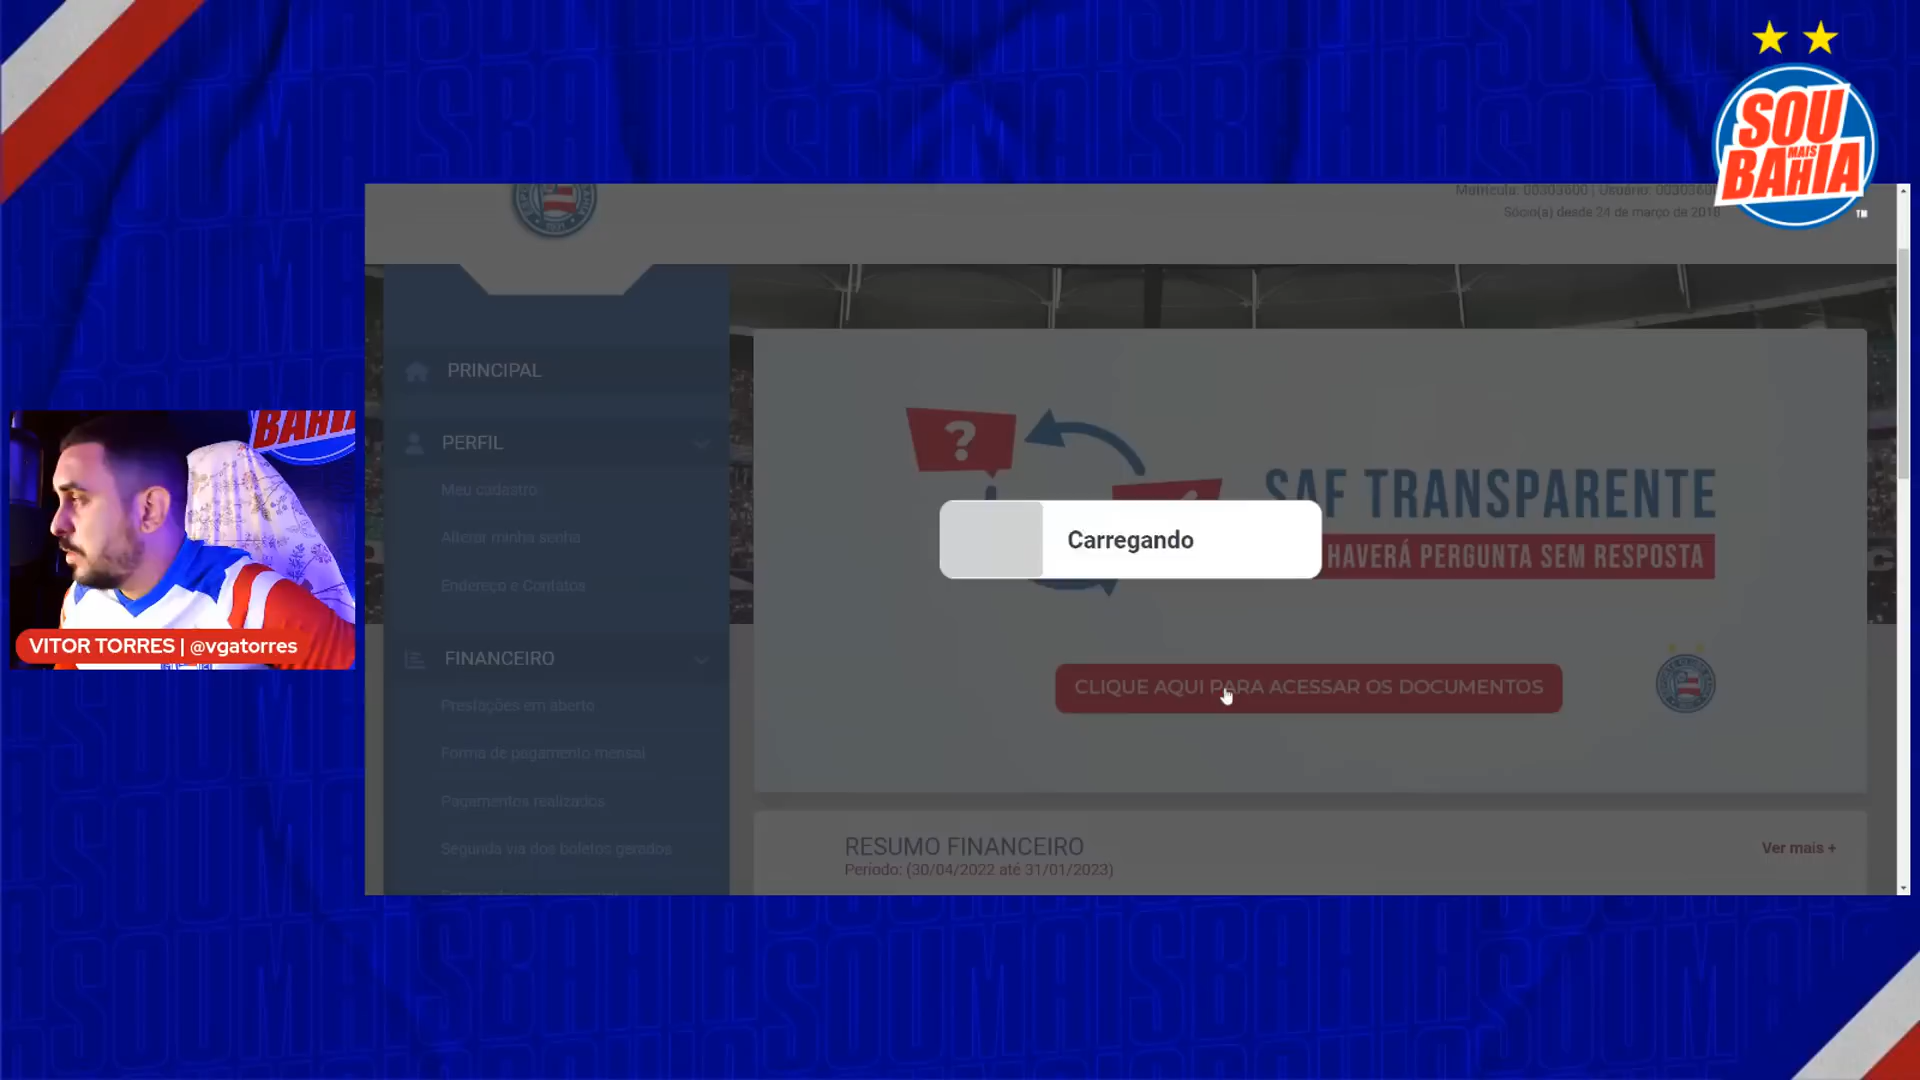 SOU
MAIS
BAHIA
TM
Matrícula: 00303600 | Usuário: 0030360
Sócio(a) desde 24 de março de 2018
PRINCIPAL
PERFIL
Meu cadastro
Alterar minha senha
Endereço e Contatos
FINANCEIRO
Prestações em aberto
Forma de pagamento mensal
Pagamentos realizados
Segunda via dos boletos gerados
?
SAF TRANSPARENTE
HAVERÁ PERGUNTA SEM RESPOSTA
Carregando
CLIQUE AQUI PARA ACESSAR OS DOCUMENTOS
RESUMO FINANCEIRO
Ver mais +
Período: (30/04/2022 até 31/01/2023)
BAHIA
VITOR TORRES | @vgatorres